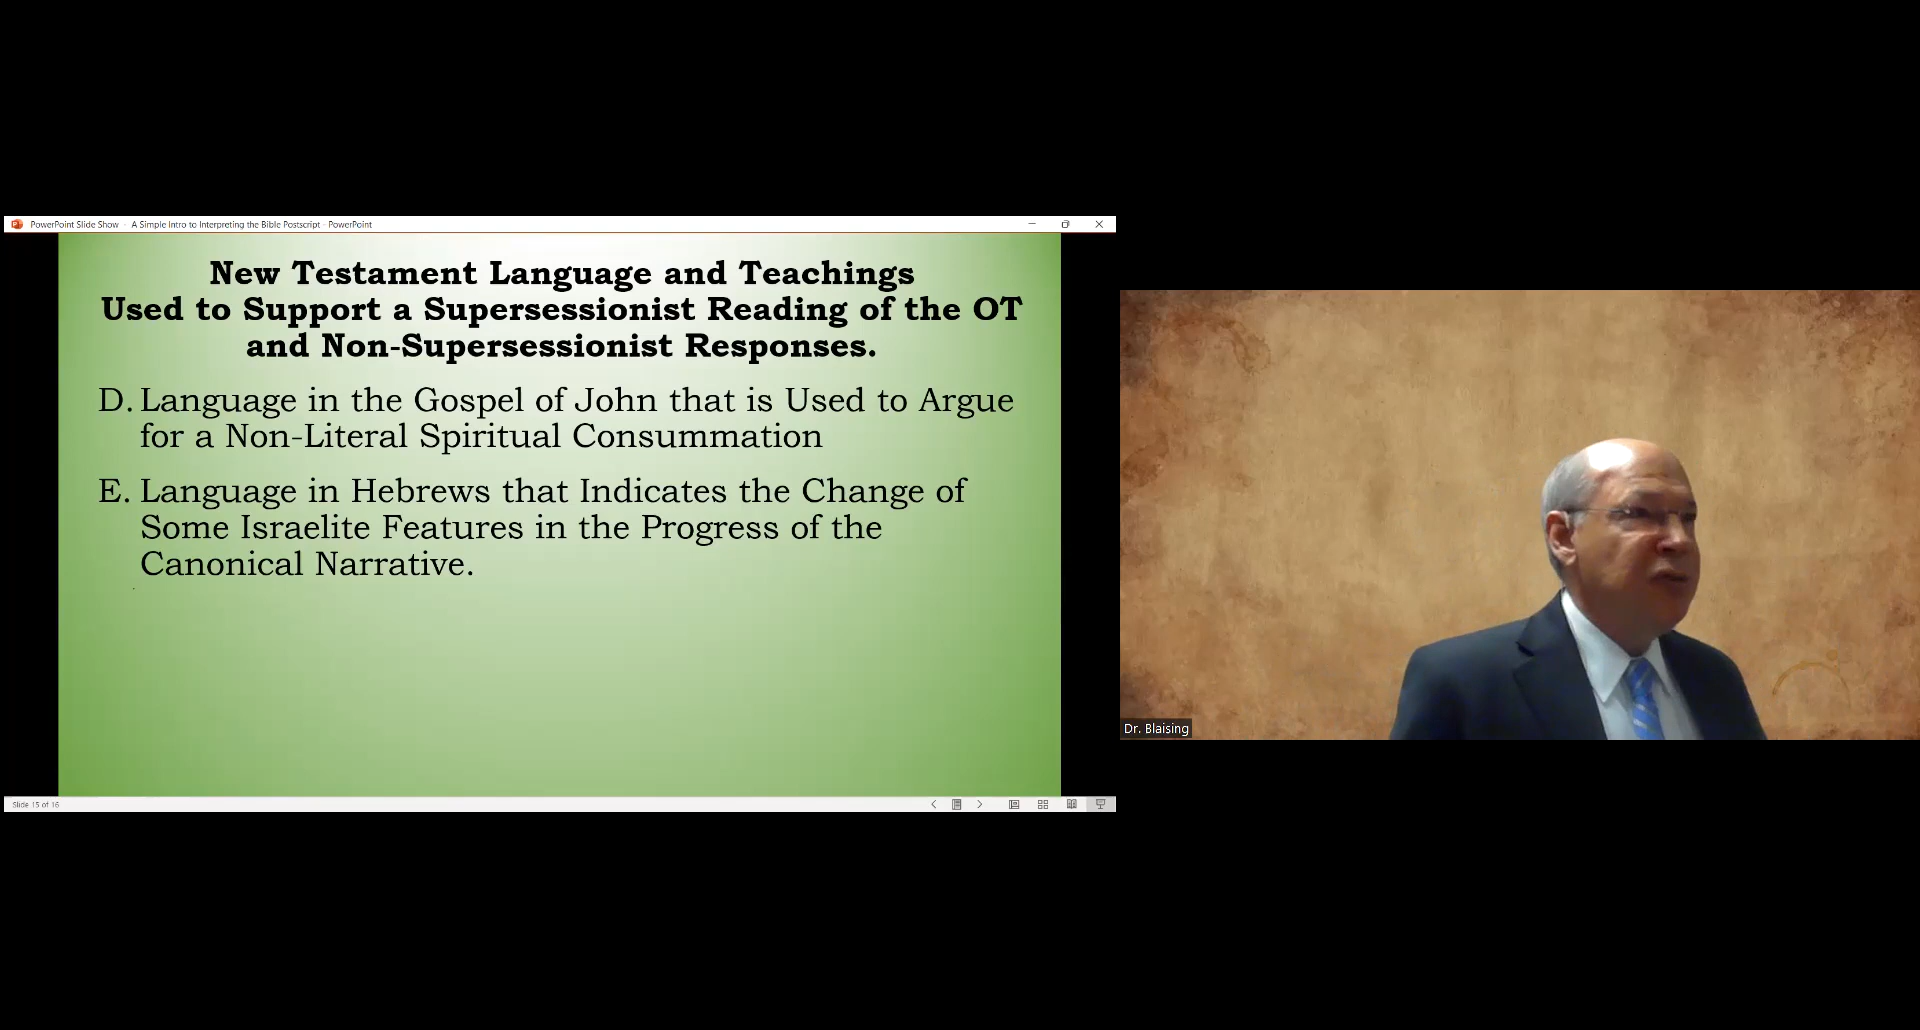 PowerPoint Slide Show - A Simple Intro to Interpreting the Bible Postscript - PowerPoint
New Testament Language and Teachings
Used to Support a Supersessionist Reading of the OT
and Non-Supersessionist Responses.
D. Language in the Gospel of John that is Used to Argue
for a Non-Literal Spiritual Consummation
E. Language in Hebrews that Indicates the Change of
Some Israelite Features in the Progress of the
Canonical Narrative.
Slide 15 of 16
Dr. Blaising